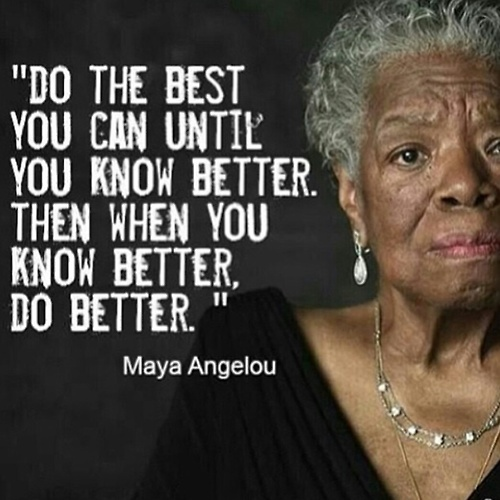 "DO THE BEST
YOU CAN UNTIL
YOU KNOW BETTER.
THEN WHEN YOU
KNOW BETTER,
DO BETTER. "
Maya Angelou